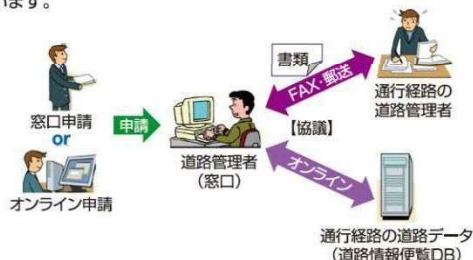 います。
書類
FAX・郵送
通行経路の
道路管理者
窓口申請
or
申請
【協議】
道路管理者
(窓口)
オンライン
オンライン申請
通行経路の道路データ
(道路情報便覧DB)